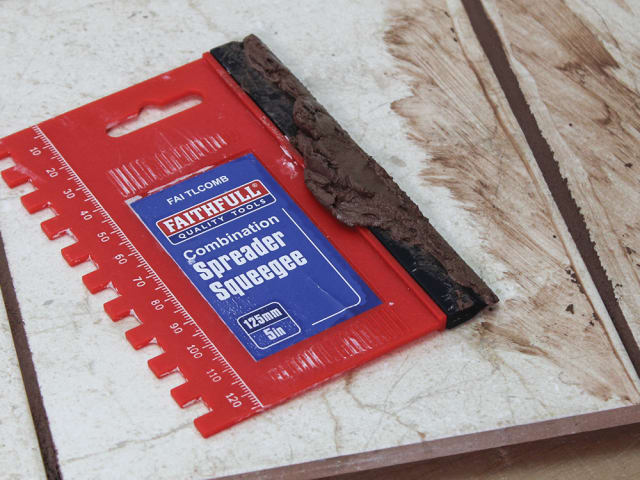 FAI TLCOMB
FAITHFULL®
QUALITY TOOLS
Combination
Spreader
Squeegee
125mm
5in
10 20 30 40 50 60 70 80 90 100 110 120